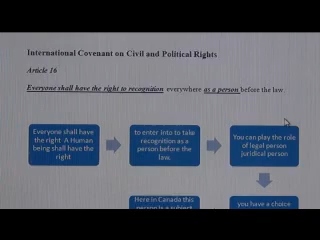 International Covenant on Civil and Political Rights
Article 16
Everyone shall have the right to recognition everywhere as a person before the law.
Everyone shall have
the right A Human
being shall have the
right
to enter into to take
recognition as a
person before the
law.
You can play the role
of legal person
juridical person
Here in Canada this
person is a subject
you have a choice